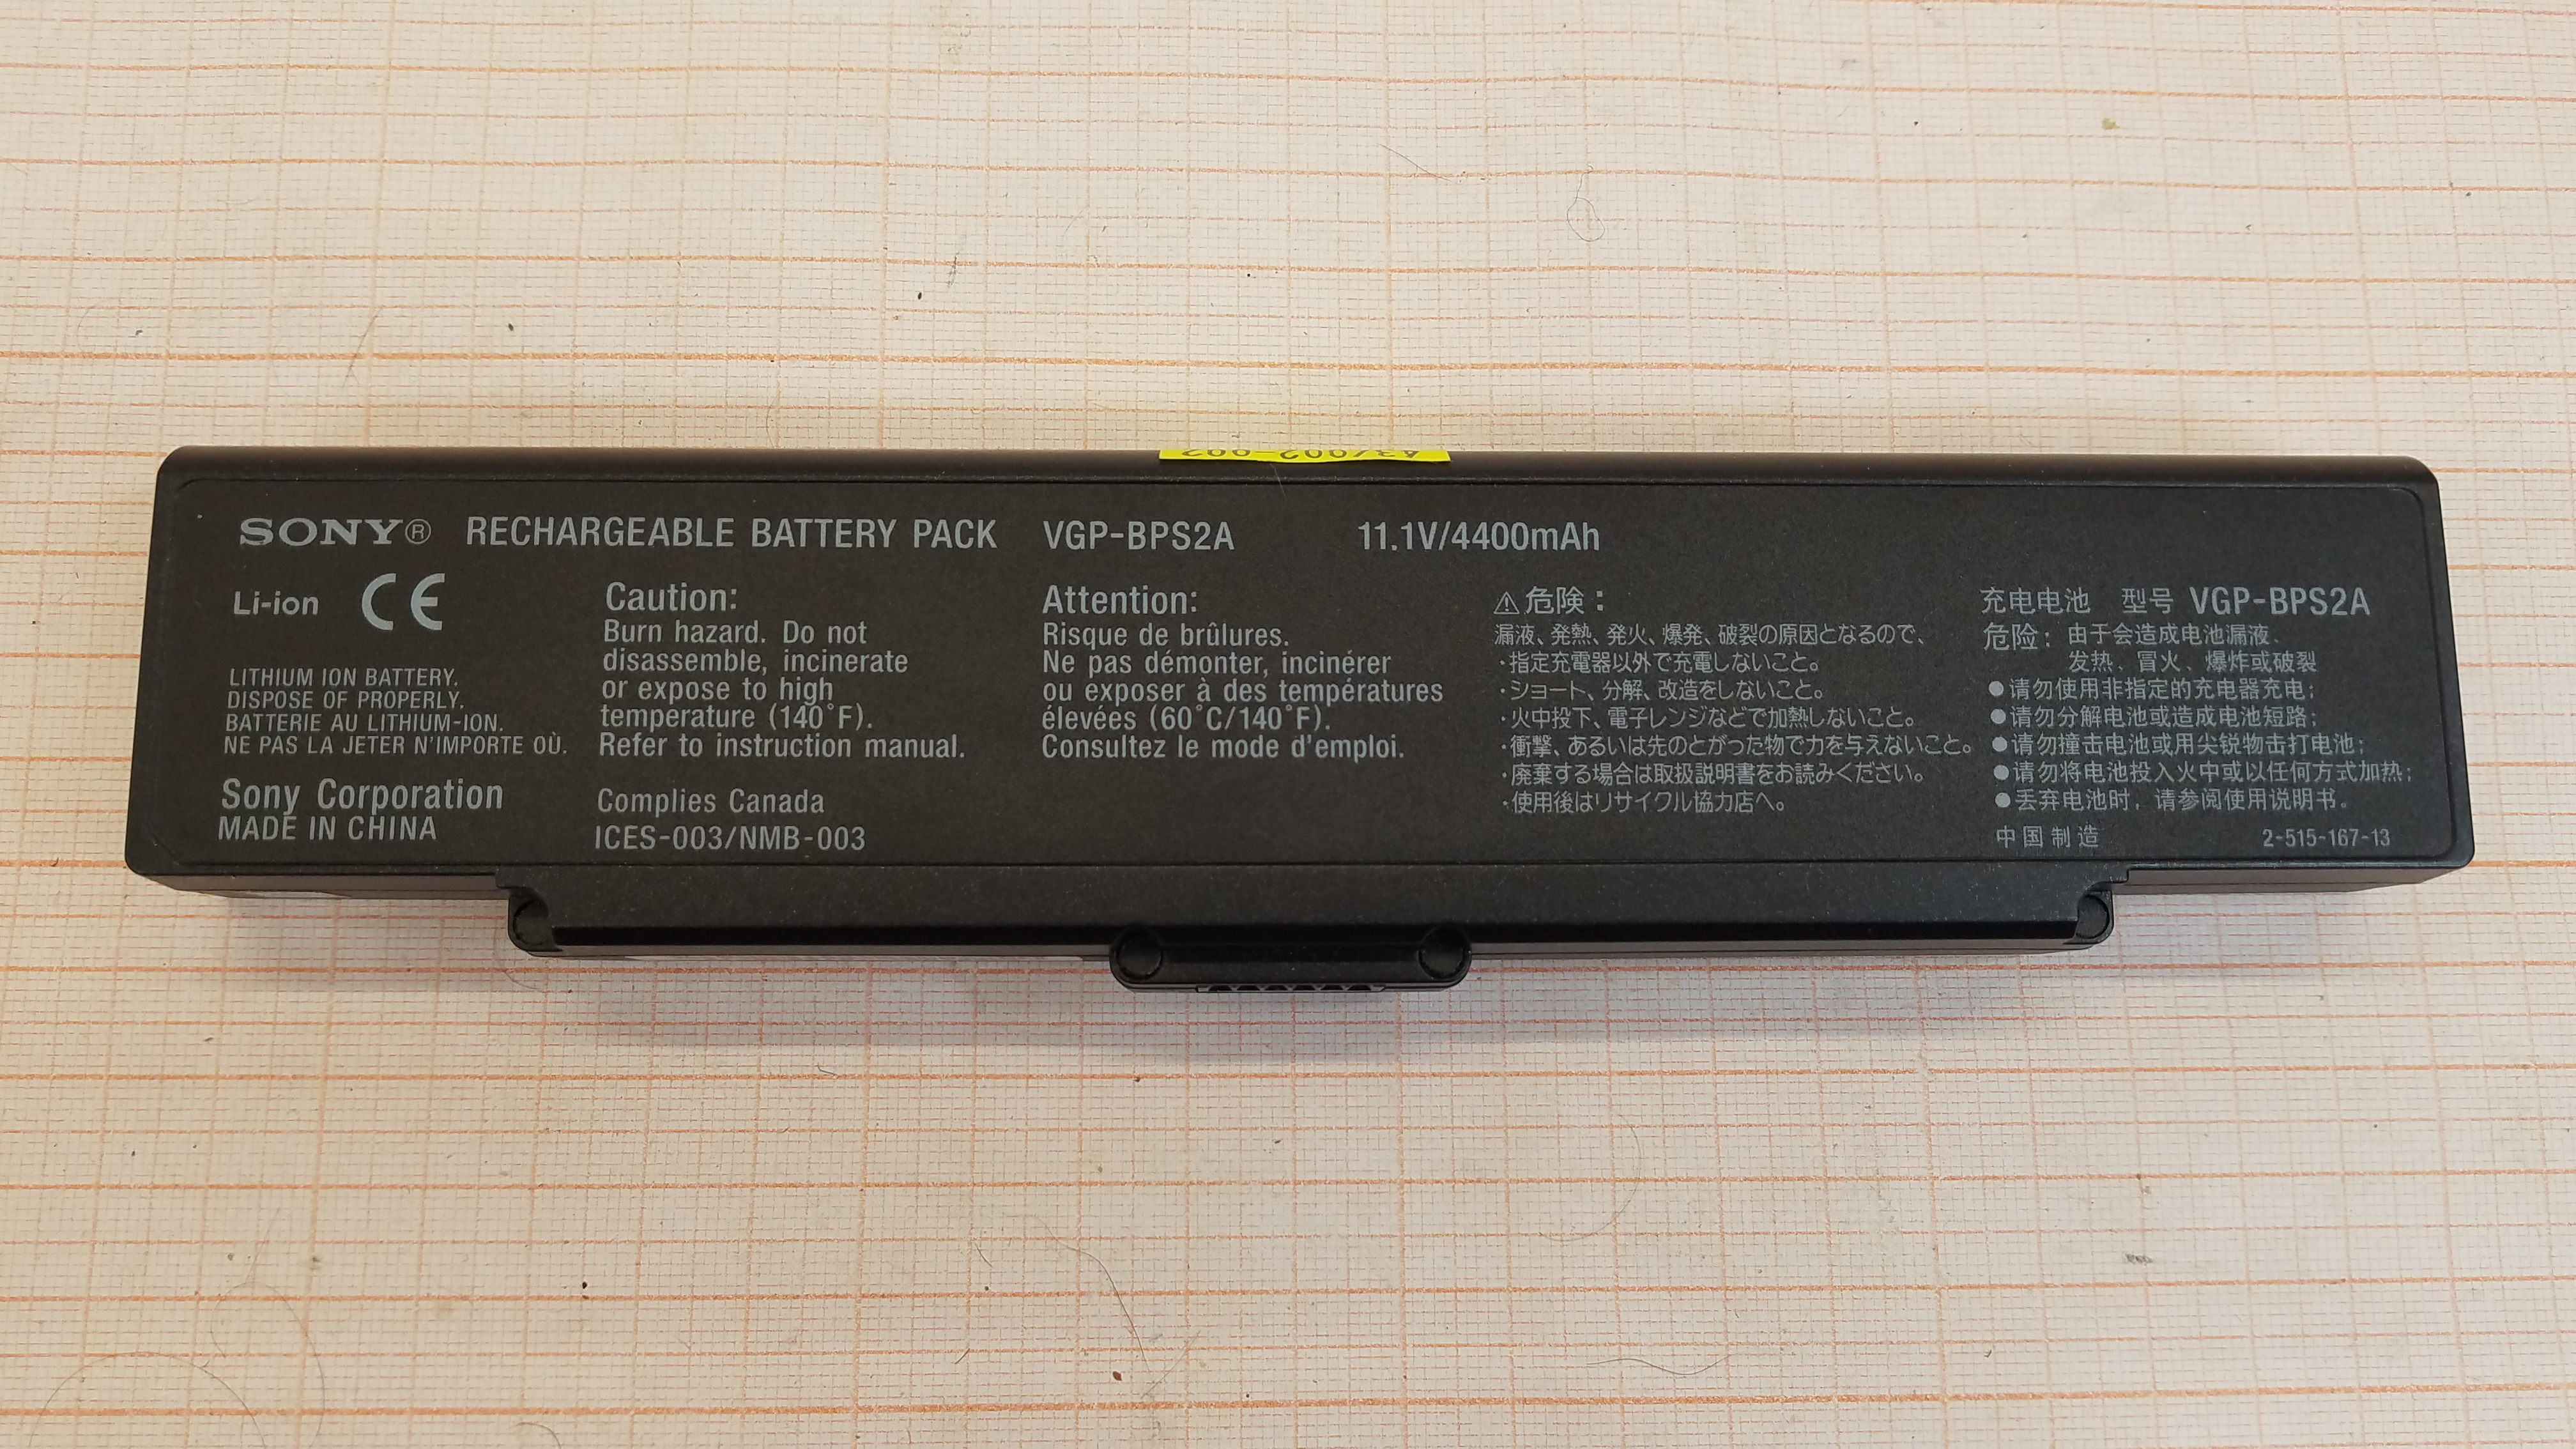 A3/002-002
SONY® RECHARGEABLE BATTERY PACK VGP-BPS2A 11.1V/4400mAh
Li-ion CE
LITHIUM ION BATTERY.
DISPOSE OF PROPERLY.
BATTERIE AU LITHIUM-ION.
NE PAS LA JETER N'IMPORTE OÙ.
Sony Corporation
MADE IN CHINA
Caution:
Burn hazard. Do not
disassemble, incinerate
or expose to high
temperature (140°F).
Refer to instruction manual.
Complies Canada
ICES-003/NMB-003
Attention:
Risque de brûlures.
Ne pas démonter, incinérer
ou exposer à des températures
élevées (60°C/140°F).
Consultez le mode d'emploi.
⚠危険：
漏液、発熱、発火、爆発、破裂の原因となるので、
・指定充電器以外で充電しないこと。
・ショート、分解、改造をしないこと。
・火中投下、電子レンジなどで加熱しないこと。
・衝撃、あるいは先のとがった物で力を与えないこと。
・廃棄する場合は取扱説明書をお読みください。
・使用後はリサイクル協力店へ。
充电电池 型号 VGP-BPS2A
危险：由于会造成电池漏液、
发热、冒火、爆炸或破裂
●请勿使用非指定的充电器充电；
●请勿分解电池或造成电池短路；
●请勿撞击电池或用尖锐物击打电池；
●请勿将电池投入火中或以任何方式加热；
●丢弃电池时，请参阅使用说明书。
中国制造 2-515-167-13